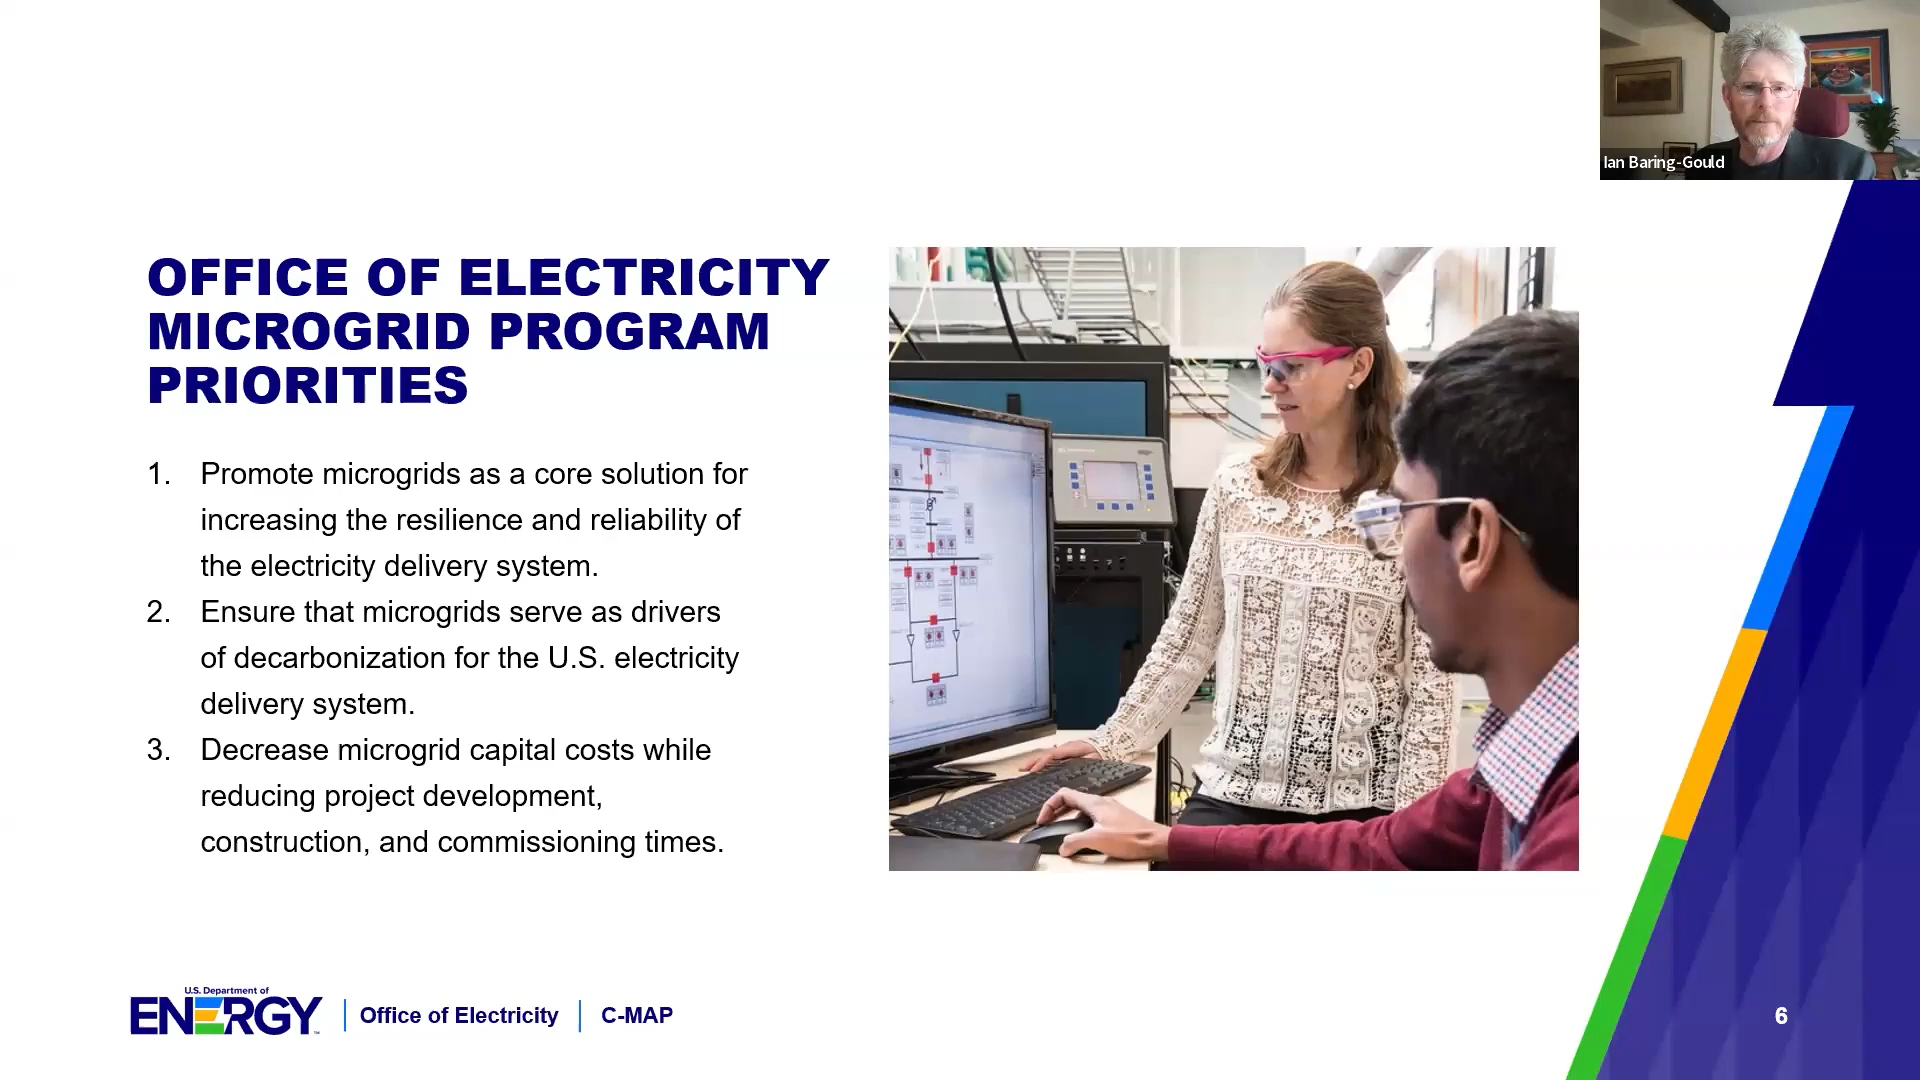 Ian Baring-Gould
OFFICE OF ELECTRICITY
MICROGRID PROGRAM
PRIORITIES
1. Promote microgrids as a core solution for
increasing the resilience and reliability of
the electricity delivery system.
2. Ensure that microgrids serve as drivers
of decarbonization for the U.S. electricity
delivery system.
3. Decrease microgrid capital costs while
reducing project development,
construction, and commissioning times.
U.S. Department of
ENERGY
Office of Electricity
C-MAP
6